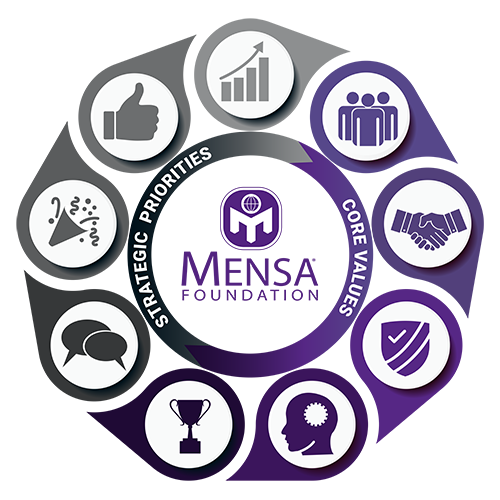 STRATEGIC PRIORITIES
CORE VALUES
MENSA®
FOUNDATION